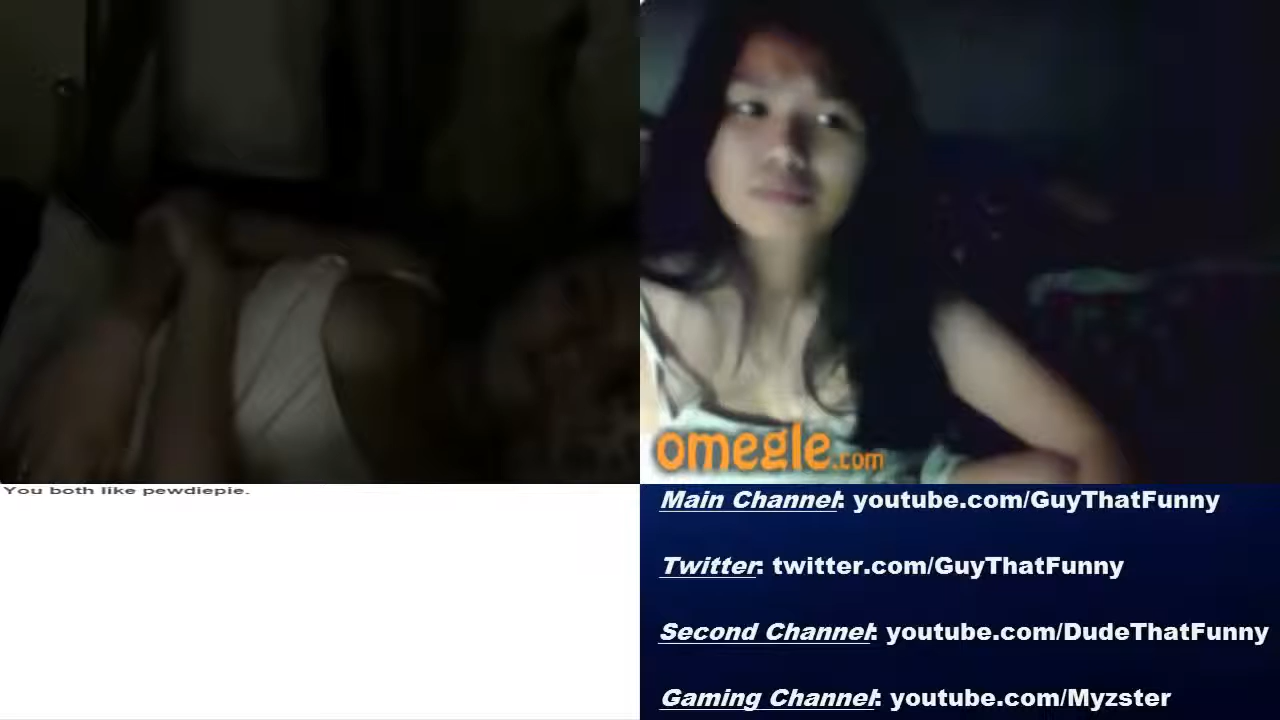 omegle.com
You both like pewdiepie.
Main Channel: youtube.com/GuyThatFunny
Twitter: twitter.com/GuyThatFunny
Second Channel: youtube.com/DudeThatFunny
Gaming Channel: youtube.com/Myzster